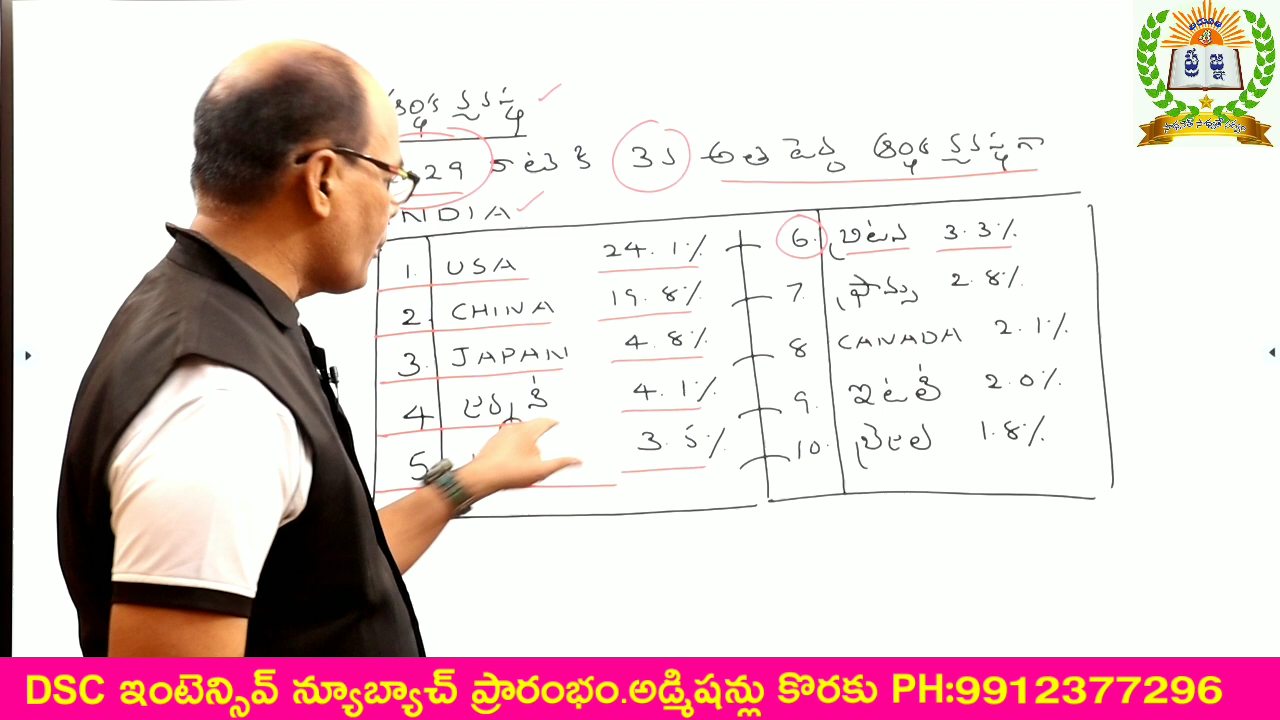 ఆర్థిక వ్యవస్థ
29 నాటికి 3వ అతి పెద్ద ఆర్థిక వ్యవస్థగా
INDIA
1. USA 24.1%
2. CHINA 19.8%
3. JAPAN 4.8%
4 జర్మనీ 4.1%
5 3.5%
6. బ్రిటన్ 3.3%
7. ఫ్రాన్సు 2.8%
8 CANADA 2.1%
9. ఇటలీ 2.0%
10. బ్రెజిల్ 1.8%
DSC ఇంటెన్సివ్ న్యూబ్యాచ్ ప్రారంభం.అడ్మిషన్లు కొరకు PH:9912377296